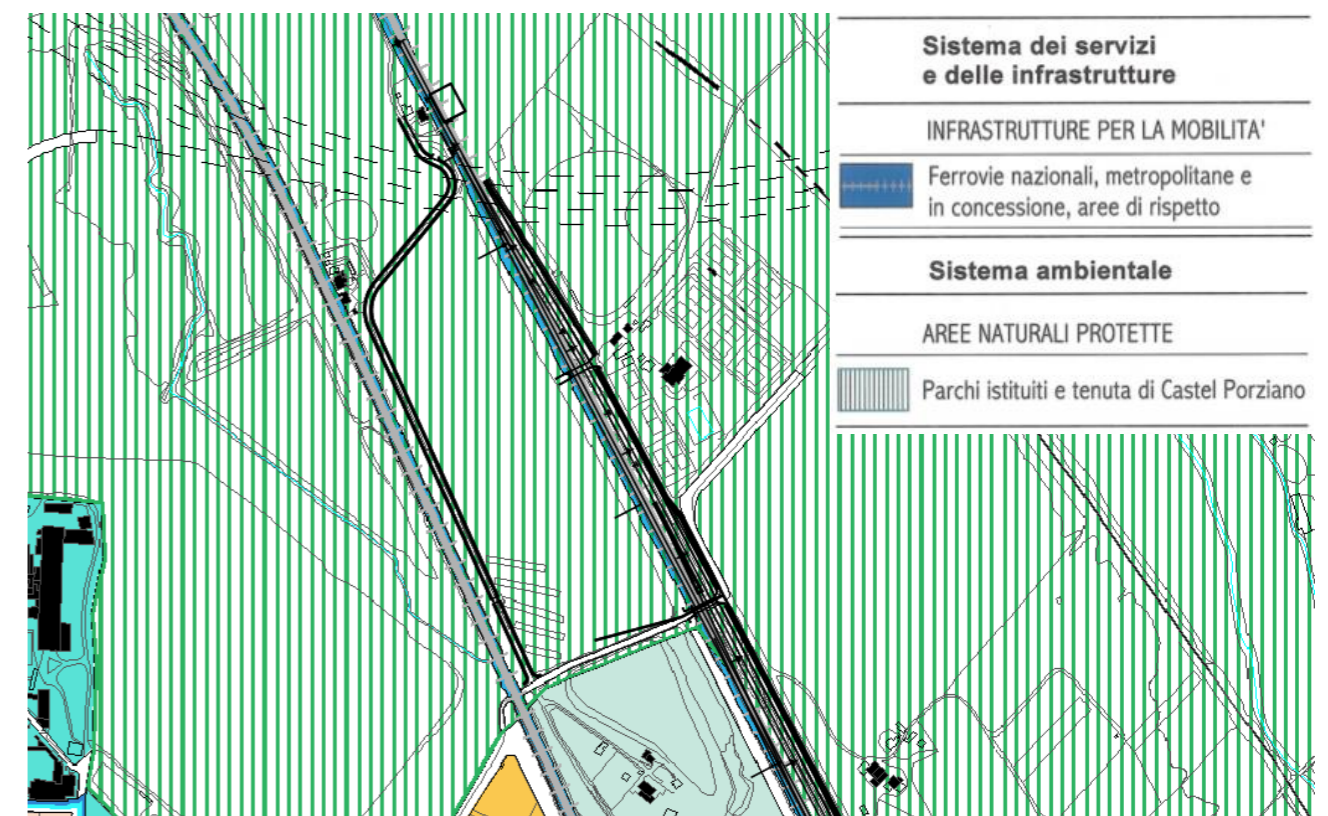 Sistema dei servizi
e delle infrastrutture
INFRASTRUTTURE PER LA MOBILITA'
Ferrovie nazionali, metropolitane e
in concessione, aree di rispetto
Sistema ambientale
AREE NATURALI PROTETTE
Parchi istituiti e tenuta di Castel Porziano